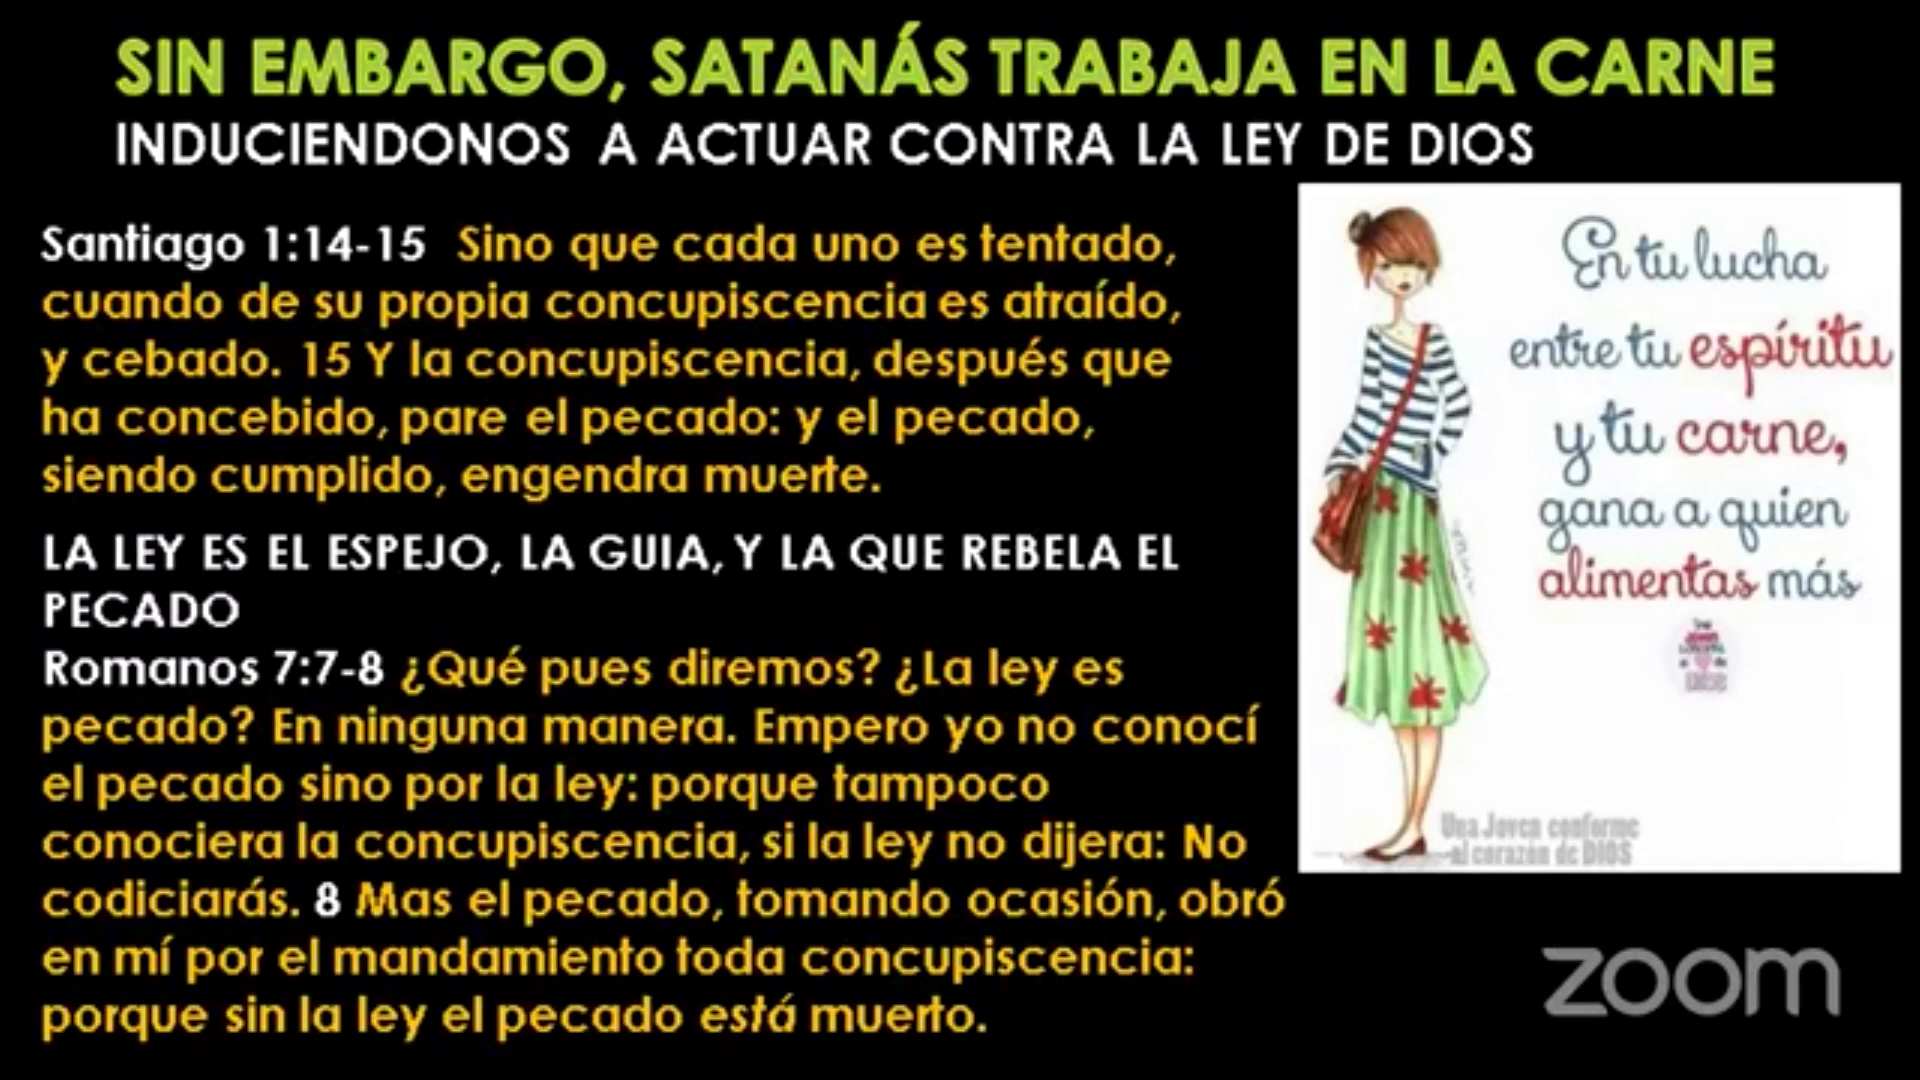 SIN EMBARGO, SATANÁS TRABAJA EN LA CARNE
INDUCIENDONOS A ACTUAR CONTRA LA LEY DE DIOS
Santiago 1:14-15 Sino que cada uno es tentado,
cuando de su propia concupiscencia es atraído,
y cebado. 15 Y la concupiscencia, después que
ha concebido, pare el pecado: y el pecado,
siendo cumplido, engendra muerte.
LA LEY ES EL ESPEJO, LA GUIA, Y LA QUE REBELA EL
PECADO
Romanos 7:7-8 ¿Qué pues diremos? ¿La ley es
pecado? En ninguna manera. Empero yo no conocí
el pecado sino por la ley: porque tampoco
conociera la concupiscencia, si la ley no dijera: No
codiciarás. 8 Mas el pecado, tomando ocasión, obró
en mí por el mandamiento toda concupiscencia:
porque sin la ley el pecado está muerto.
En tu lucha
entre tu espíritu
y tu carne,
gana a quien
alimentas más
Una Joven conforme
al corazón de DIOS
zoom